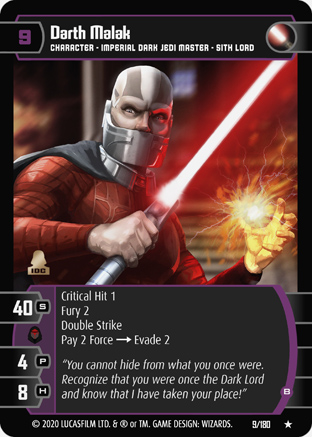 9
Darth Malak
CHARACTER - IMPERIAL DARK JEDI MASTER - SITH LORD
IDC
40 S
Critical Hit 1
Fury 2
Double Strike
Pay 2 Force → Evade 2
4 P
8 H
“You cannot hide from what you once were.
Recognize that you were once the Dark Lord
and know that I have taken your place!”
B
© 2020 LUCASFILM LTD. & ® or TM. GAME DESIGN: WIZARDS.
9/180 ★